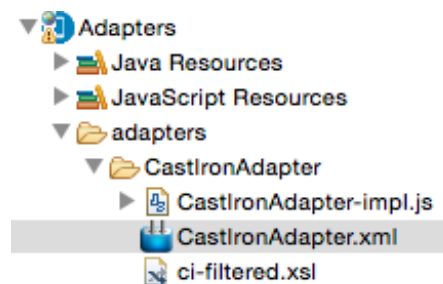 Adapters
Java Resources
JavaScript Resources
adapters
CastIronAdapter
CastIronAdapter-impl.js
CastIronAdapter.xml
ci-filtered.xsl